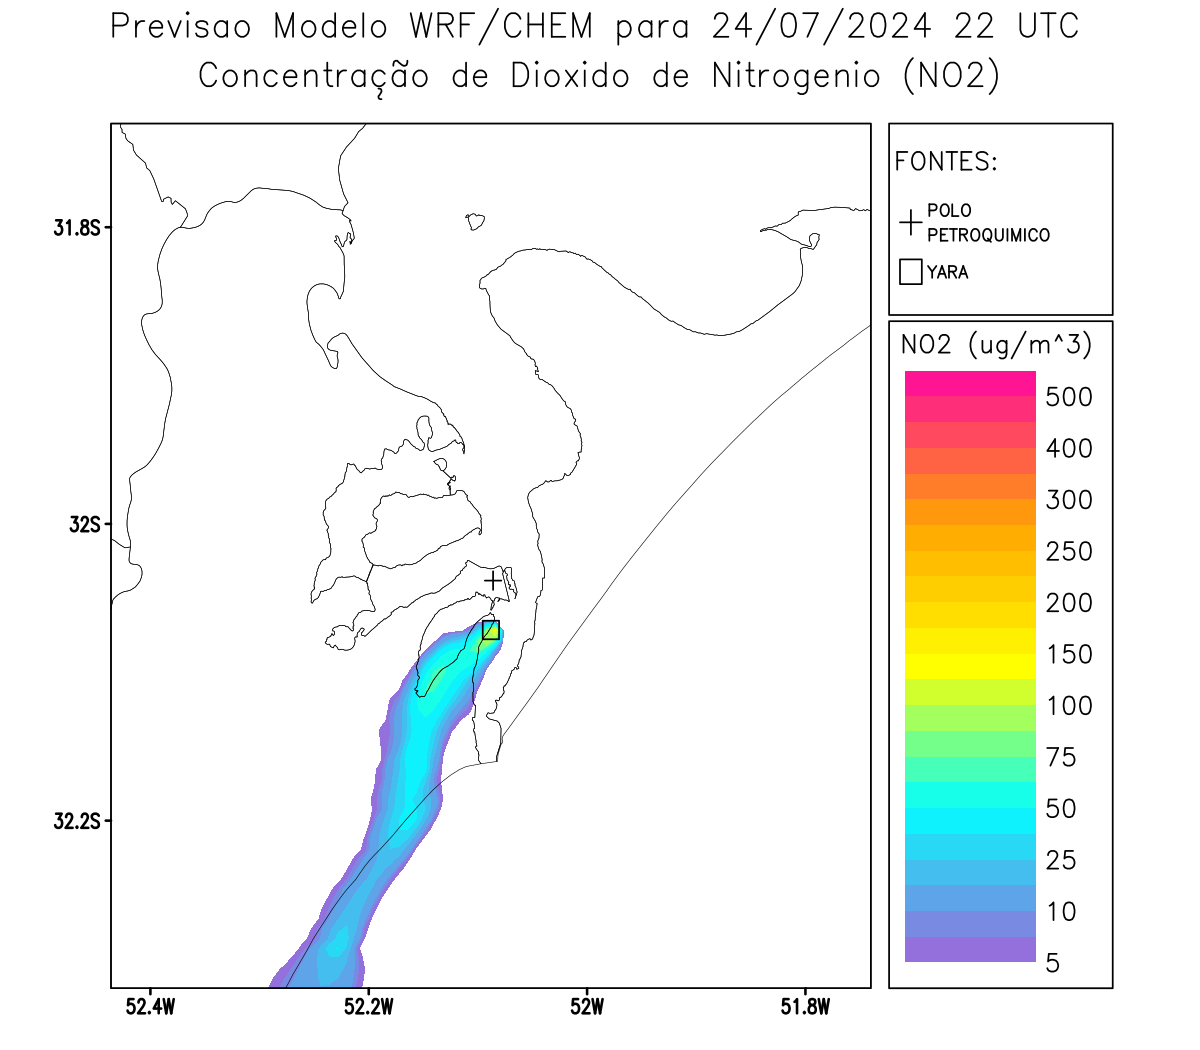 Previsao Modelo WRF/CHEM para 24/07/2024 22 UTC
Concentração de Dioxido de Nitrogenio (NO2)
FONTES:
POLO
PETROQUIMICO
YARA
NO2 (ug/m^3)
500
400
300
250
200
150
100
75
50
25
10
5
31.8S
32S
32.2S
52.4W
52.2W
52W
51.8W